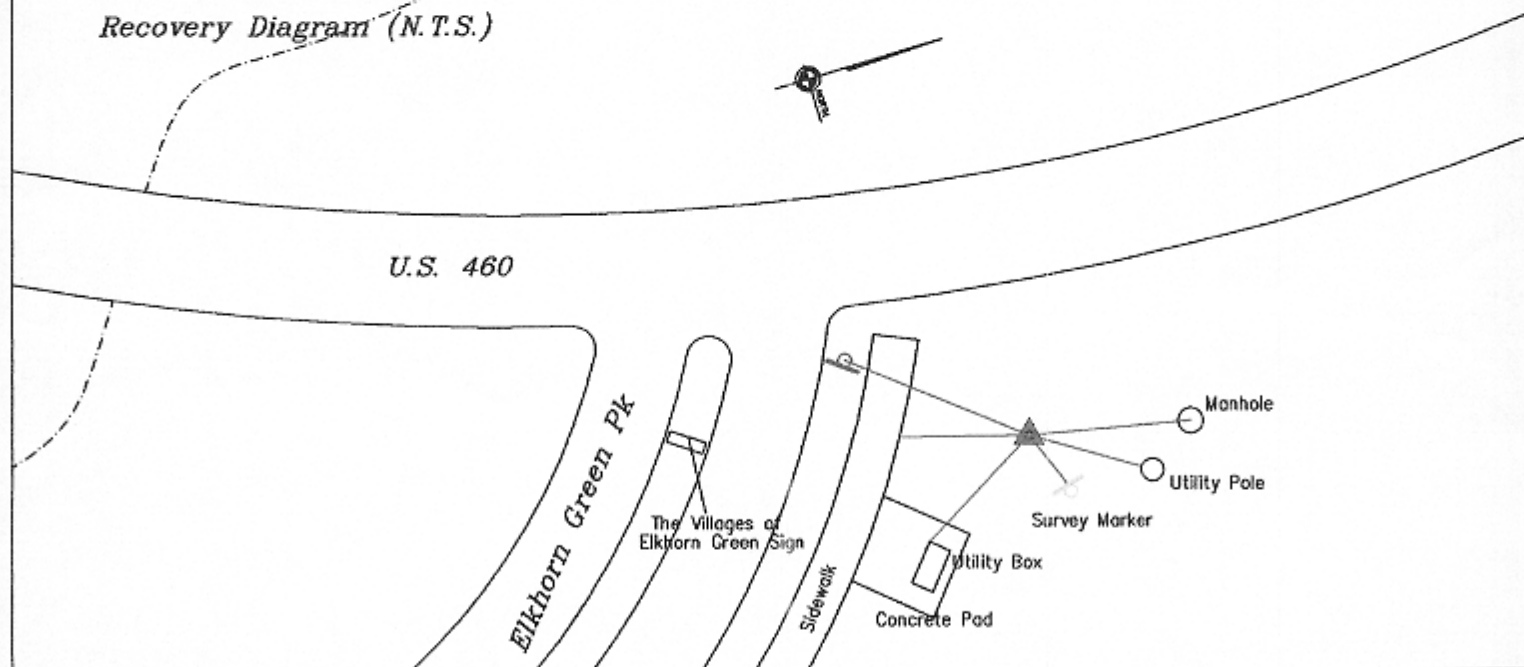 Recovery Diagram (N.T.S.)
U.S. 460
Elkhorn Green Pk
The Villages of
Elkhorn Green Sign
Sidewalk
Manhole
Utility Pole
Survey Marker
Utility Box
Concrete Pad